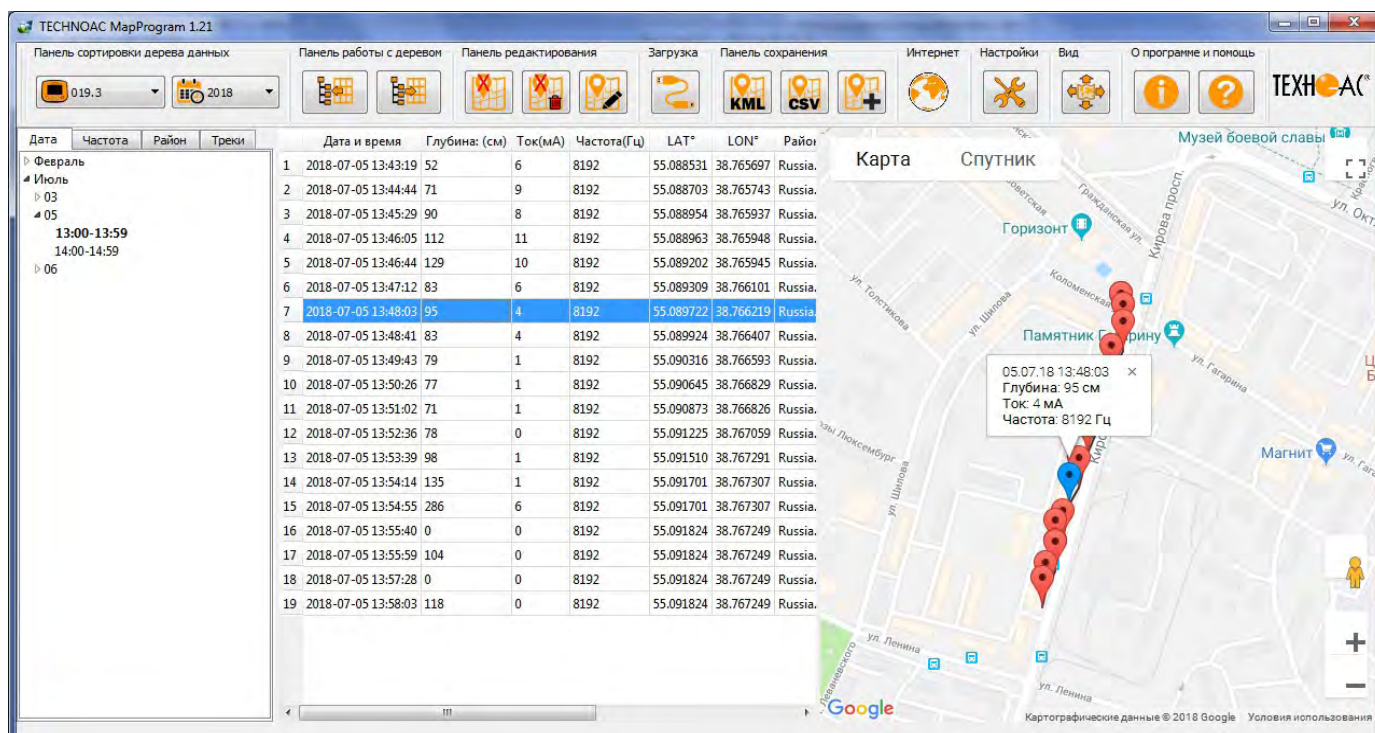 TECHNOAC MapProgram 1.21
Панель сортировки дерева данных
Панель работы с деревом
Панель редактирования
Загрузка
Панель сохранения
Интернет
Настройки
Вид
О программе и помощь
019.3
2018
KML
CSV
ТЕХНОАС®
Дата Частота Район Треки
Февраль
Июль
03
05
13:00-13:59
14:00-14:59
06
Дата и время Глубина: (см) Ток(мА) Частота(Гц) LAT° LON° Район
1 2018-07-05 13:43:19 52 6 8192 55.088531 38.765697 Russia.
2 2018-07-05 13:44:44 71 9 8192 55.088703 38.765743 Russia.
3 2018-07-05 13:45:29 90 8 8192 55.088954 38.765937 Russia.
4 2018-07-05 13:46:05 112 11 8192 55.088963 38.765948 Russia.
5 2018-07-05 13:46:44 129 10 8192 55.089202 38.765945 Russia.
6 2018-07-05 13:47:12 83 6 8192 55.089309 38.766101 Russia.
7 2018-07-05 13:48:03 95 4 8192 55.089722 38.766219 Russia.
8 2018-07-05 13:48:41 83 4 8192 55.089924 38.766407 Russia.
9 2018-07-05 13:49:43 79 1 8192 55.090316 38.766593 Russia.
10 2018-07-05 13:50:26 77 1 8192 55.090645 38.766829 Russia.
11 2018-07-05 13:51:02 71 1 8192 55.090873 38.766826 Russia.
12 2018-07-05 13:52:36 78 0 8192 55.091225 38.767059 Russia.
13 2018-07-05 13:53:39 98 1 8192 55.091510 38.767291 Russia.
14 2018-07-05 13:54:14 135 1 8192 55.091701 38.767307 Russia.
15 2018-07-05 13:54:55 286 6 8192 55.091701 38.767307 Russia.
16 2018-07-05 13:55:40 0 0 8192 55.091824 38.767249 Russia.
17 2018-07-05 13:55:59 104 0 8192 55.091824 38.767249 Russia.
18 2018-07-05 13:57:28 0 0 8192 55.091824 38.767249 Russia.
19 2018-07-05 13:58:03 118 0 8192 55.091824 38.767249 Russia.
Карта Спутник
Музей боевой славы
Гражданская ул.
Кирова просп.
ул. Окт
Горизонт
Коломенская
ул. Толстикова
ул. Шилова
Памятник Гагарину
ул. Гагарина
05.07.18 13:48:03
Глубина: 95 см
Ток: 4 мА
Частота: 8192 Гц
Люксембург
ул. Шилова
Магнит
ул. Ленина
ул. Ленина
Леваневского
Google
Картографические данные © 2018 Google Условия использования